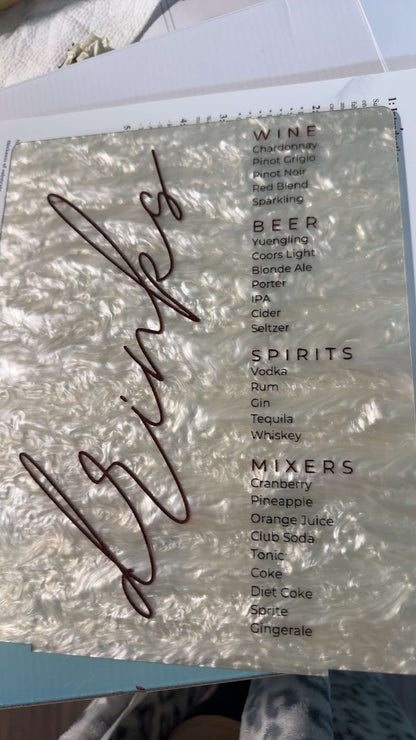 drinks
WINE
Chardonnay
Pinot Grigio
Pinot Noir
Red Blend
Sparkling
BEER
Yuengling
Coors Light
Blonde Ale
Porter
IPA
Cider
Seltzer
SPIRITS
Vodka
Rum
Gin
Tequila
Whiskey
MIXERS
Cranberry
Pineapple
Orange Juice
Club Soda
Tonic
Coke
Diet Coke
Sprite
Gingerale